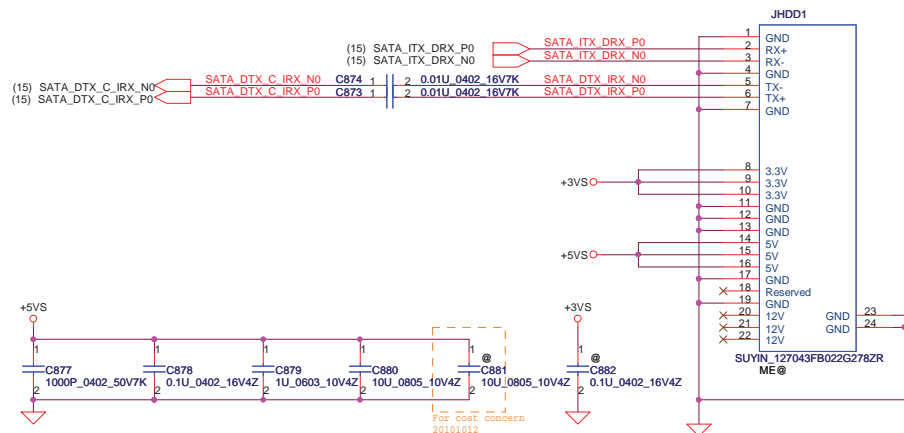 JHDD1
1 GND
(15) SATA_ITX_DRX_P0 SATA_ITX_DRX_P0 2 RX+
(15) SATA_ITX_DRX_N0 SATA_ITX_DRX_N0 3 RX-
4 GND
(15) SATA_DTX_C_IRX_N0 SATA_DTX_C_IRX_N0 C874 1 2 0.01U_0402_16V7K SATA_DTX_IRX_N0 5 TX-
(15) SATA_DTX_C_IRX_P0 SATA_DTX_C_IRX_P0 C873 1 2 0.01U_0402_16V7K SATA_DTX_IRX_P0 6 TX+
7 GND
8 3.3V
+3VS 9 3.3V
10 3.3V
11 GND
12 GND
13 GND
14 5V
+5VS 15 5V
16 5V
17 GND
18 Reserved
19 GND
20 12V GND 23
21 12V GND 24
22 12V
SUYIN_127043FB022G278ZR
ME@
+5VS +3VS
1 1 1 1 1 @ 1 @
C877 C878 C879 C880 C881 C882
1000P_0402_50V7K 0.1U_0402_16V4Z 1U_0603_10V4Z 10U_0805_10V4Z 10U_0805_10V4Z 0.1U_0402_16V4Z
2 2 2 2 2 2
For cost concern
20101012